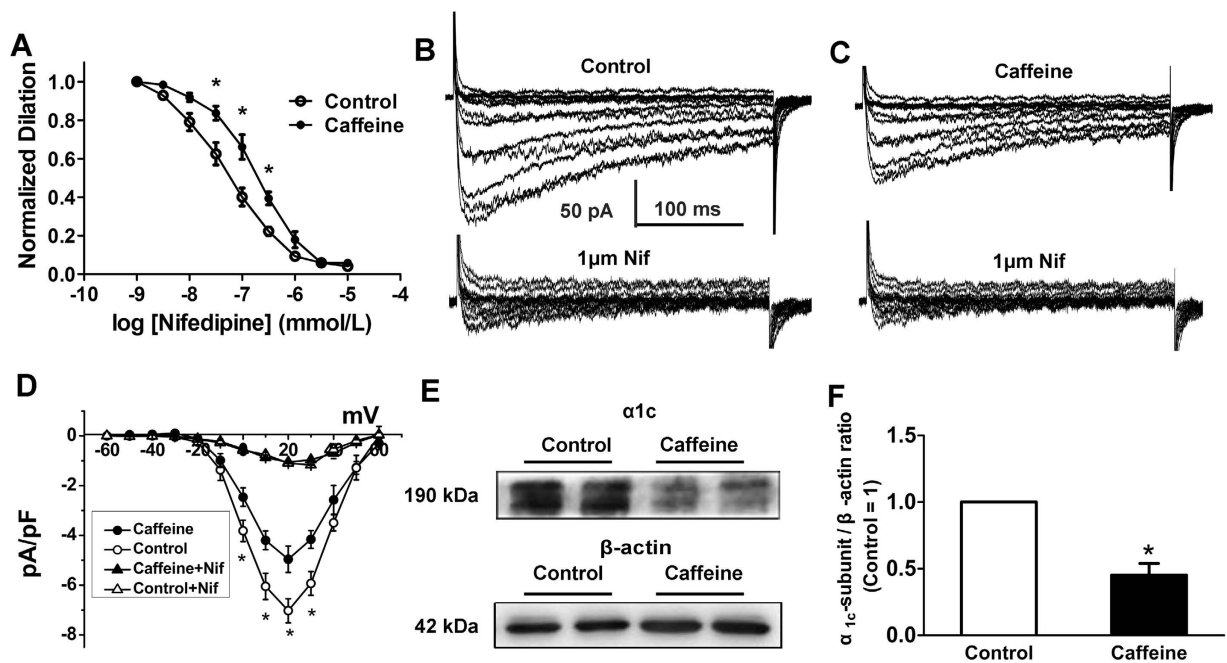 A
Normalized Dilation
1.0
0.8
0.6
0.4
0.2
0.0
* * *
Control
Caffeine
-10 -9 -8 -7 -6 -5 -4
log [Nifedipine] (mmol/L)
B
Control
50 pA
100 ms
1μm Nif
C
Caffeine
1μm Nif
D
mV
pA/pF
0
-2
-4
-6
-8
-60 -40 -20 20 60
Caffeine
Control
Caffeine+Nif
Control+Nif
* * * *
E
α1c
Control Caffeine
190 kDa
β-actin
Control Caffeine
42 kDa
F
α 1c-subunit / β -actin ratio
(Control = 1)
1.5
1.0
0.5
0.0
*
Control Caffeine